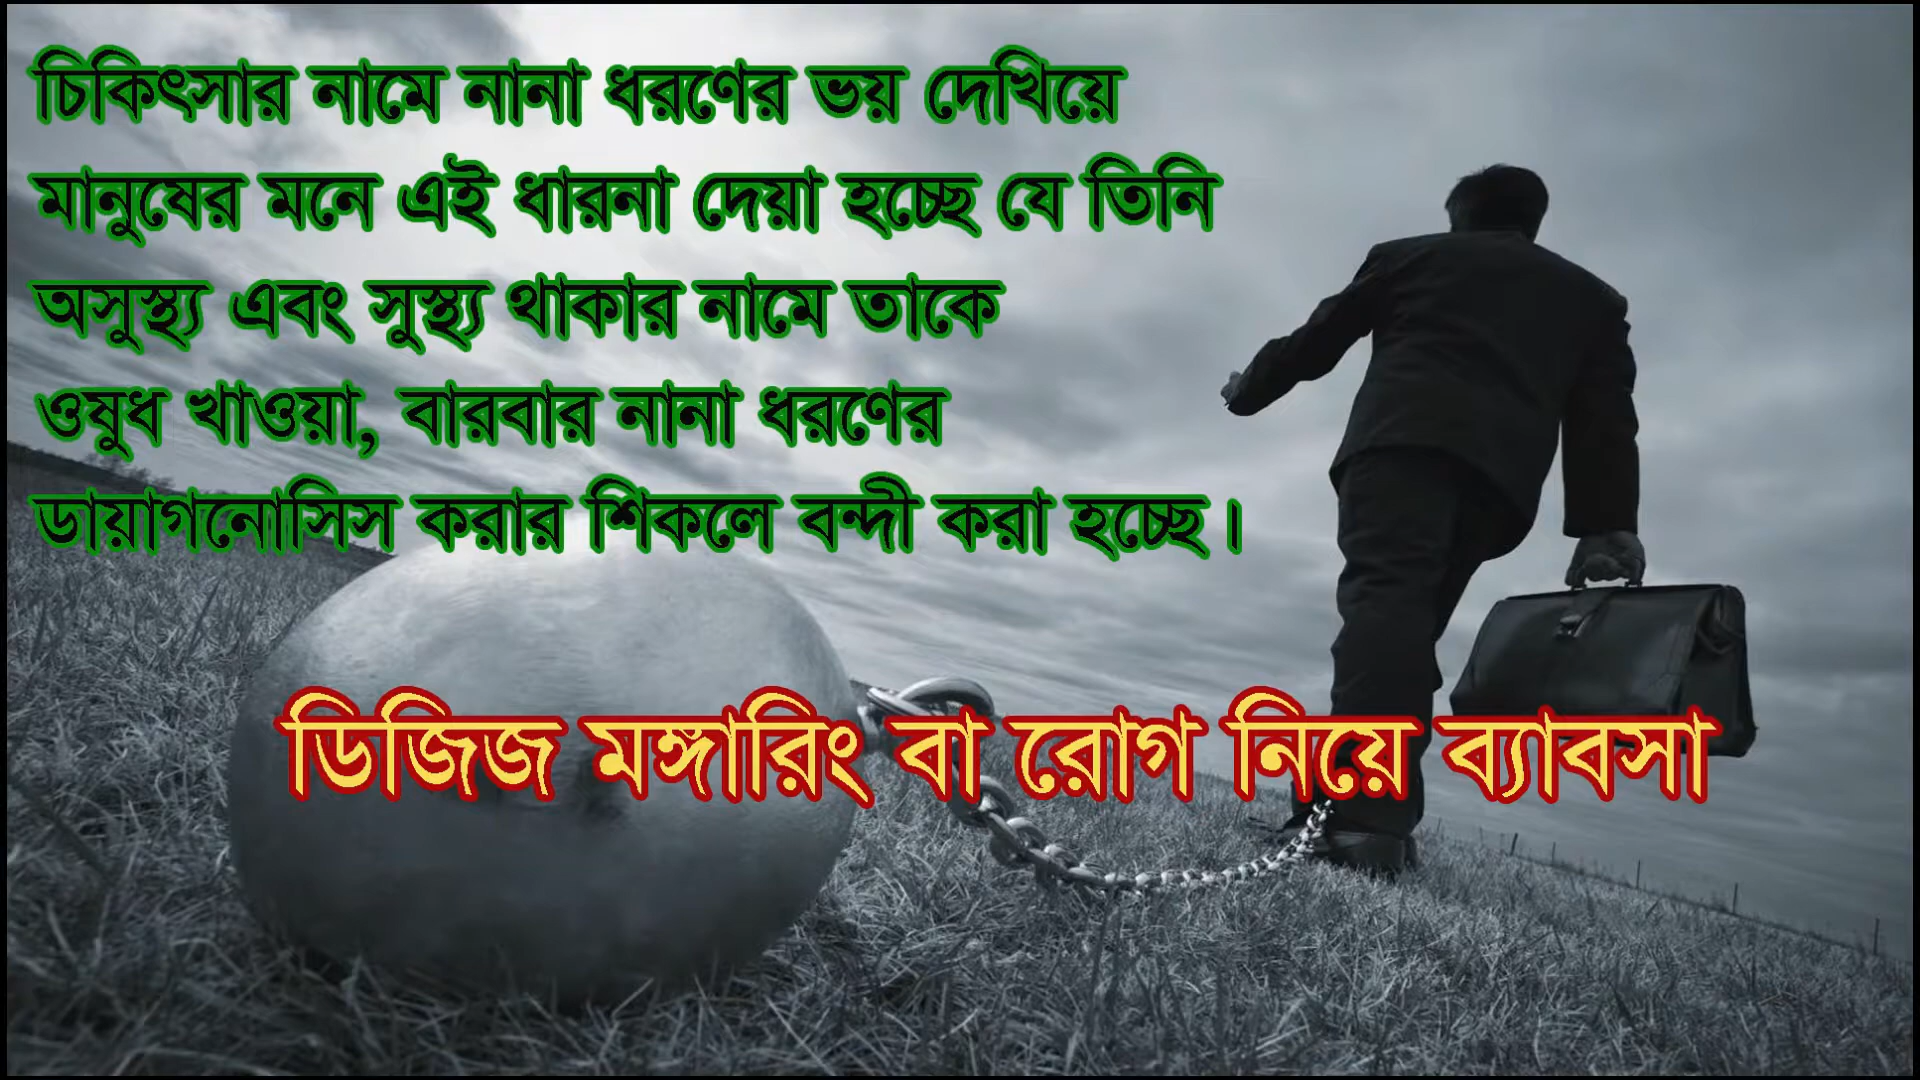 চিকিৎসার নামে নানা ধরণের ভয় দেখিয়ে
মানুষের মনে এই ধারনা দেয়া হচ্ছে যে তিনি
অসুস্থ্য এবং সুস্থ্য থাকার নামে তাকে
ওষুধ খাওয়া, বারবার নানা ধরণের
ডায়াগনোসিস করার শিকলে বন্দী করা হচ্ছে।
ডিজিজ মঙ্গারিং বা রোগ নিয়ে ব্যাবসা